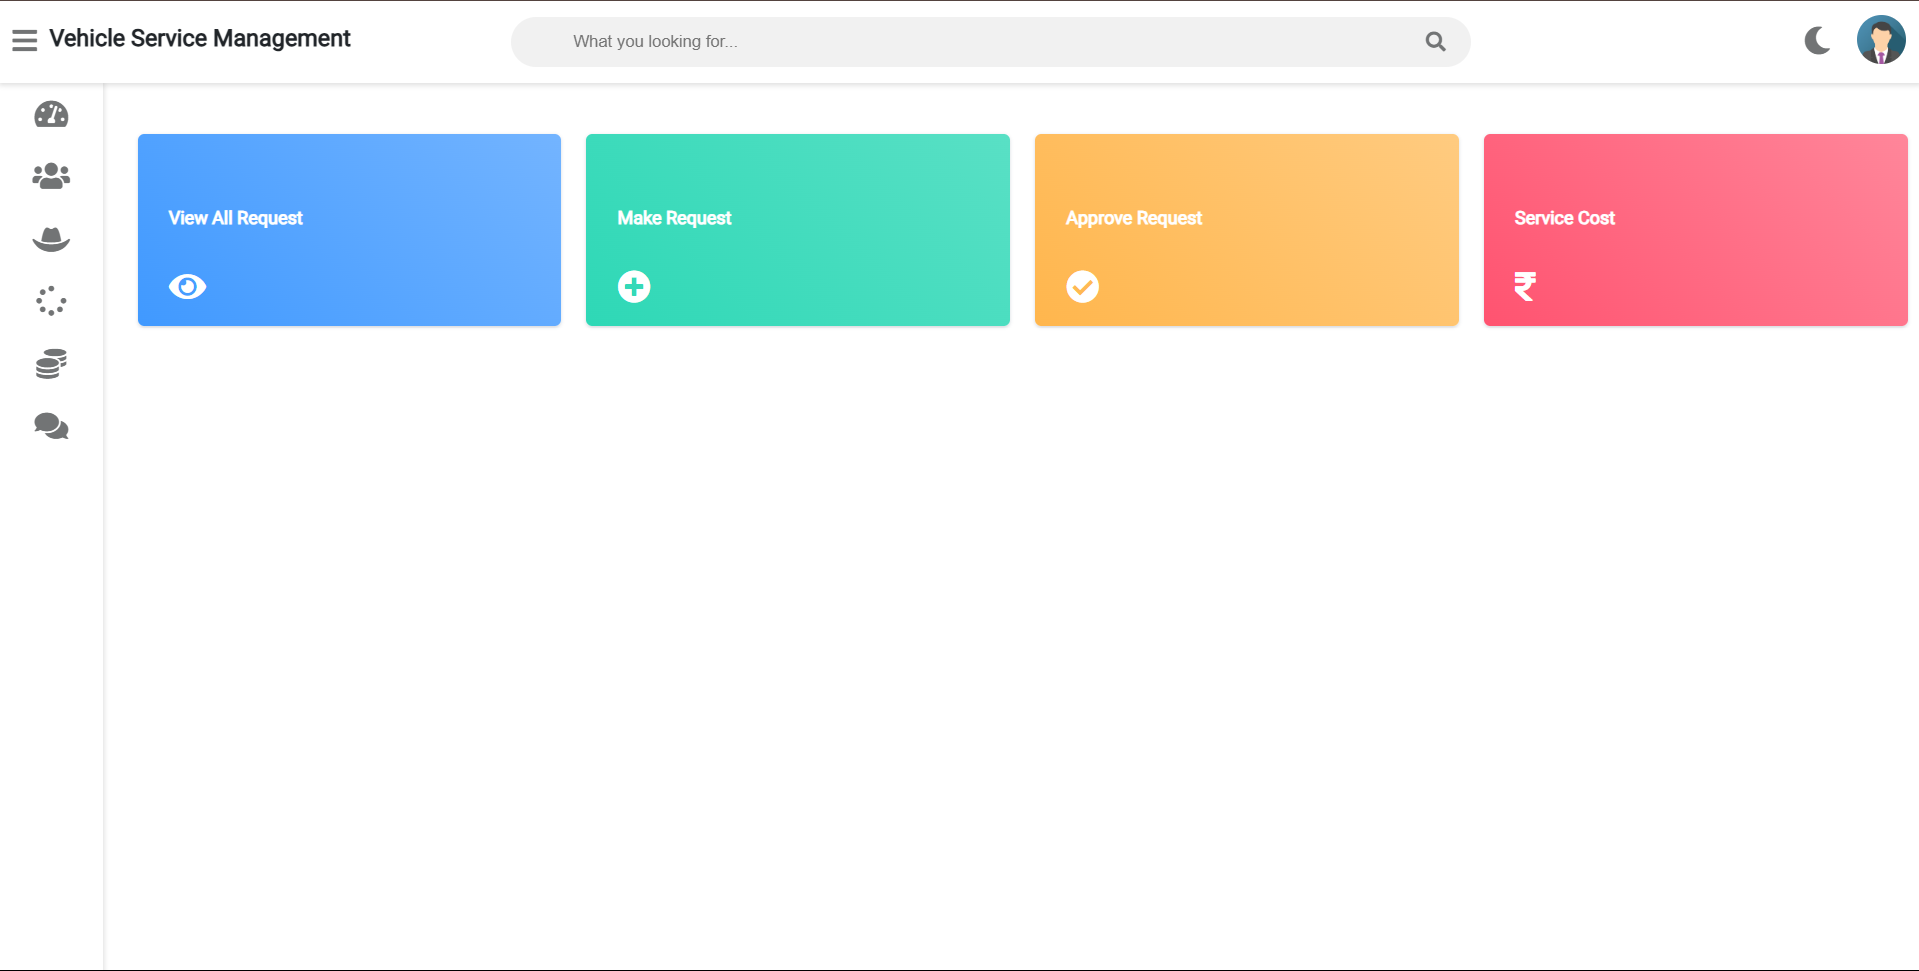 Vehicle Service Management
What you looking for...
View All Request
Make Request
Approve Request
Service Cost
₹